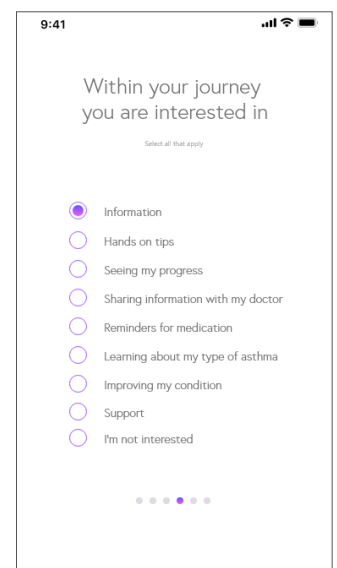 9:41
Within your journey
you are interested in
Select all that apply
Information
Hands on tips
Seeing my progress
Sharing information with my doctor
Reminders for medication
Learning about my type of asthma
Improving my condition
Support
I'm not interested